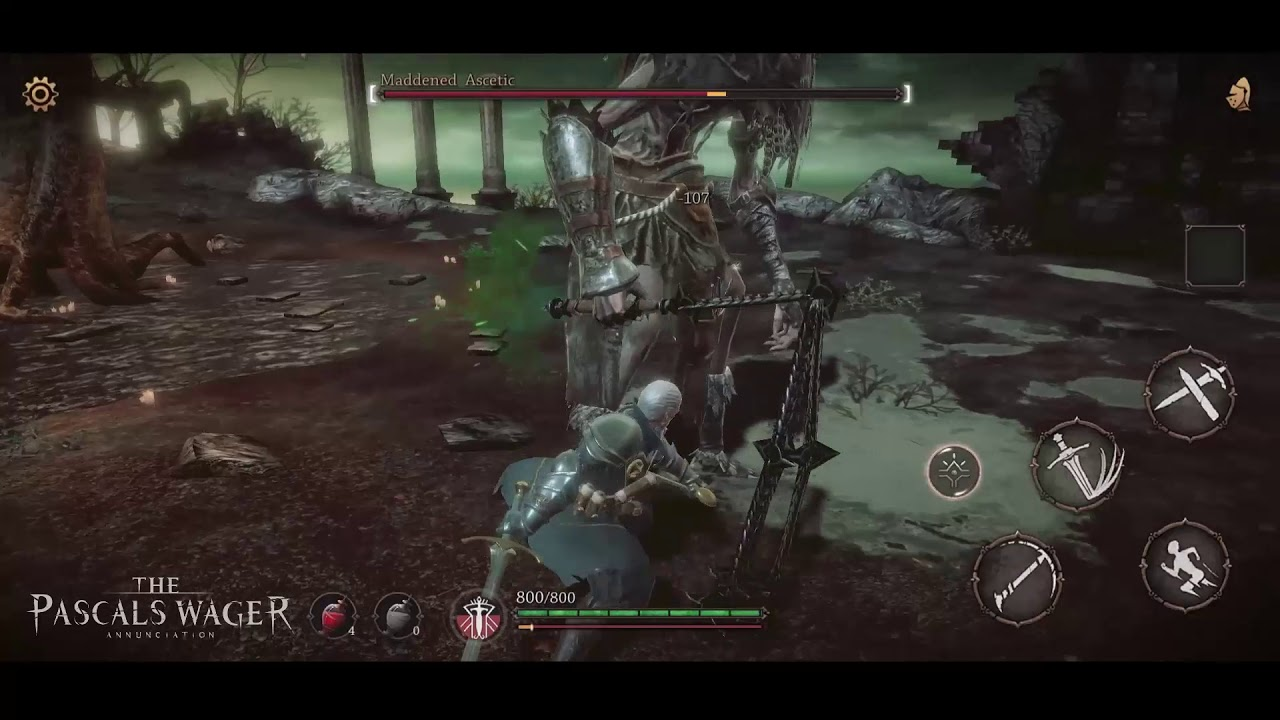 Maddened Ascetic
-107
THE
PASCALS WAGER
ANNUNCIATION
4
0
800/800